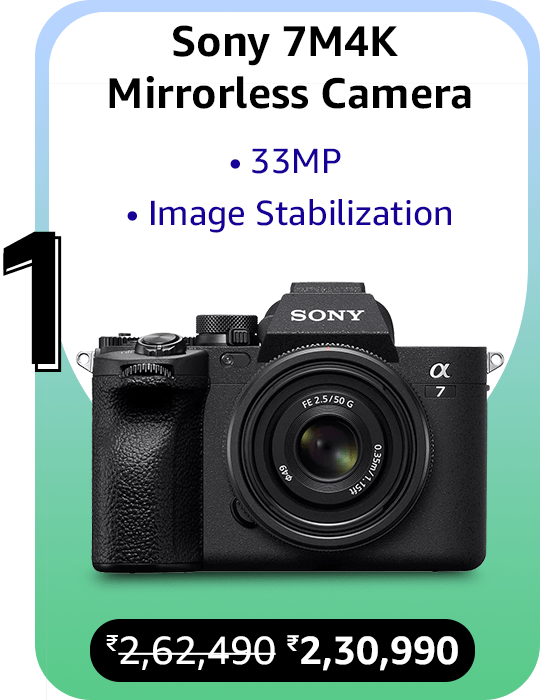 Sony 7M4K
Mirrorless Camera
• 33MP
• Image Stabilization
1
SONY
α
7
FE 2.5/50 G
0.35m/1.15ft
Φ49
₹2,62,490 ₹2,30,990